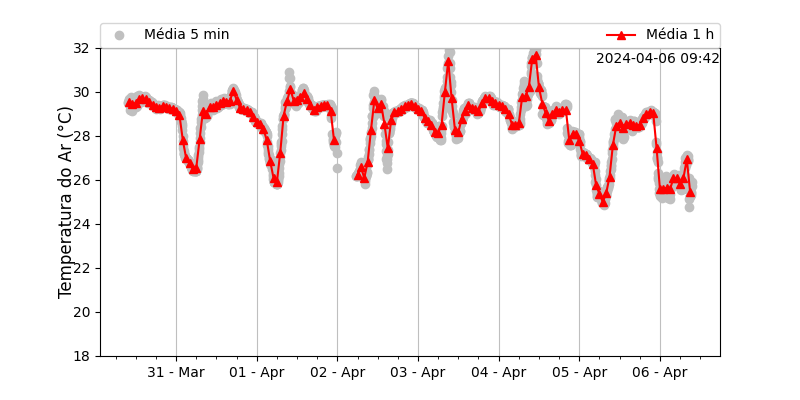 Média 5 min
Média 1 h
2024-04-06 09:42
Temperatura do Ar (°C)
32
30
28
26
24
22
20
18
31 - Mar
01 - Apr
02 - Apr
03 - Apr
04 - Apr
05 - Apr
06 - Apr